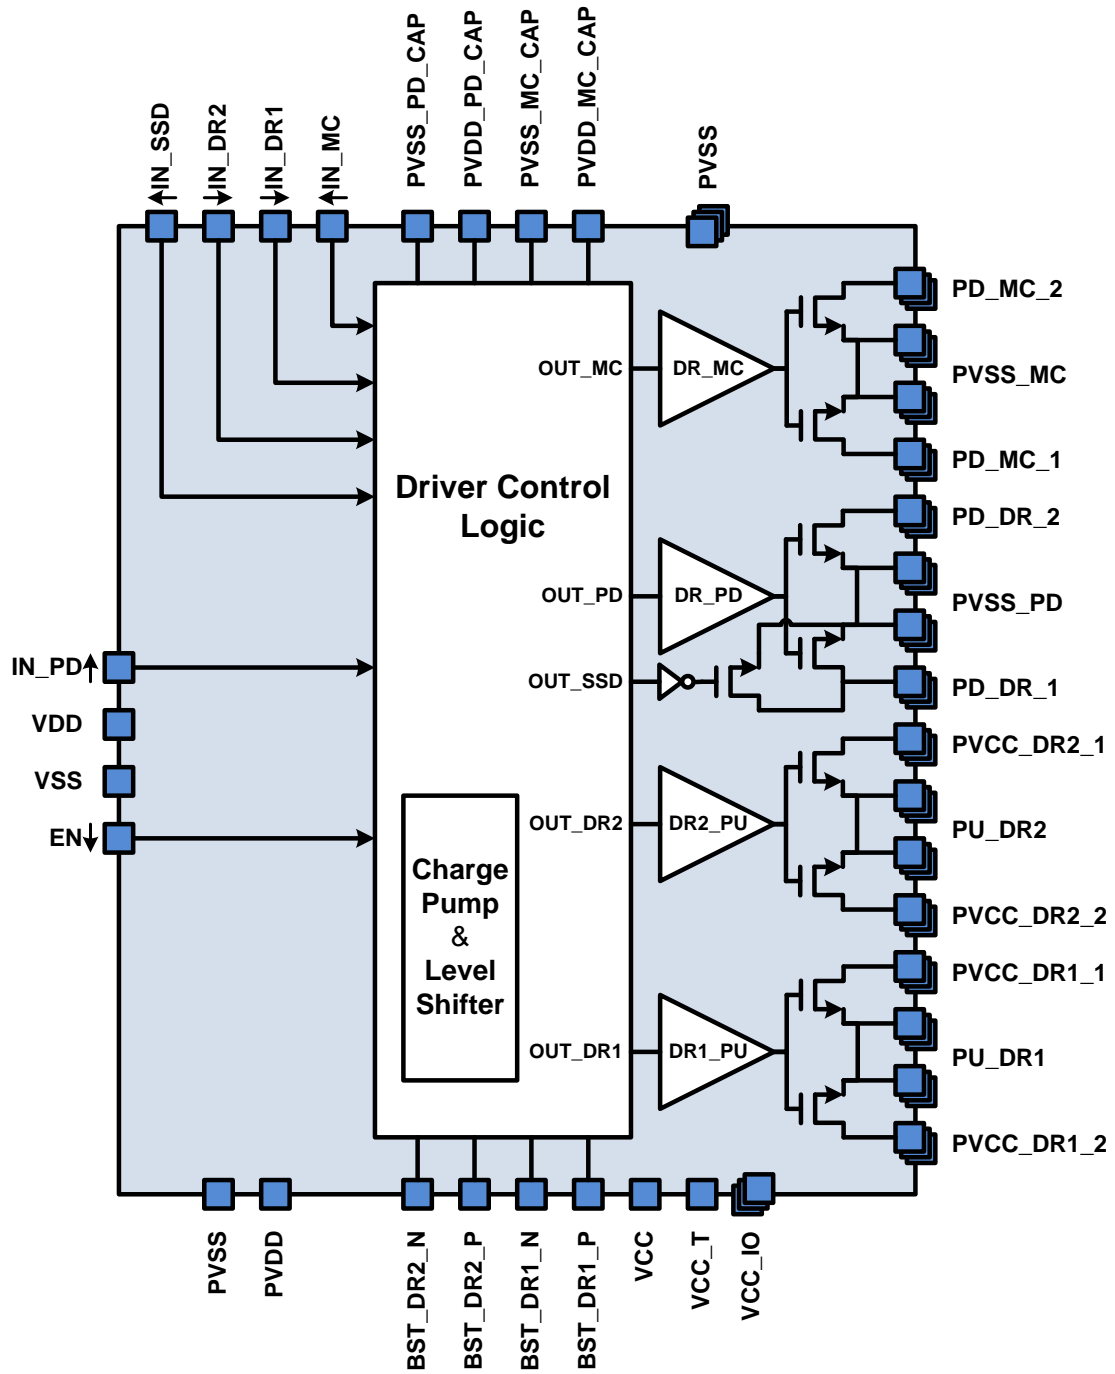 IN_SSD
IN_DR2
IN_DR1
IN_MC
PVSS_PD_CAP
PVDD_PD_CAP
PVSS_MC_CAP
PVDD_MC_CAP
PVSS
PD_MC_2
OUT_MC
DR_MC
PVSS_MC
PD_MC_1
Driver Control
Logic
PD_DR_2
OUT_PD
DR_PD
PVSS_PD
IN_PD
OUT_SSD
PD_DR_1
VDD
PVCC_DR2_1
VSS
EN
OUT_DR2
DR2_PU
PU_DR2
Charge
Pump
&
Level
Shifter
PVCC_DR2_2
PVCC_DR1_1
OUT_DR1
DR1_PU
PU_DR1
PVCC_DR1_2
PVSS
PVDD
BST_DR2_N
BST_DR2_P
BST_DR1_N
BST_DR1_P
VCC
VCC_T
VCC_IO